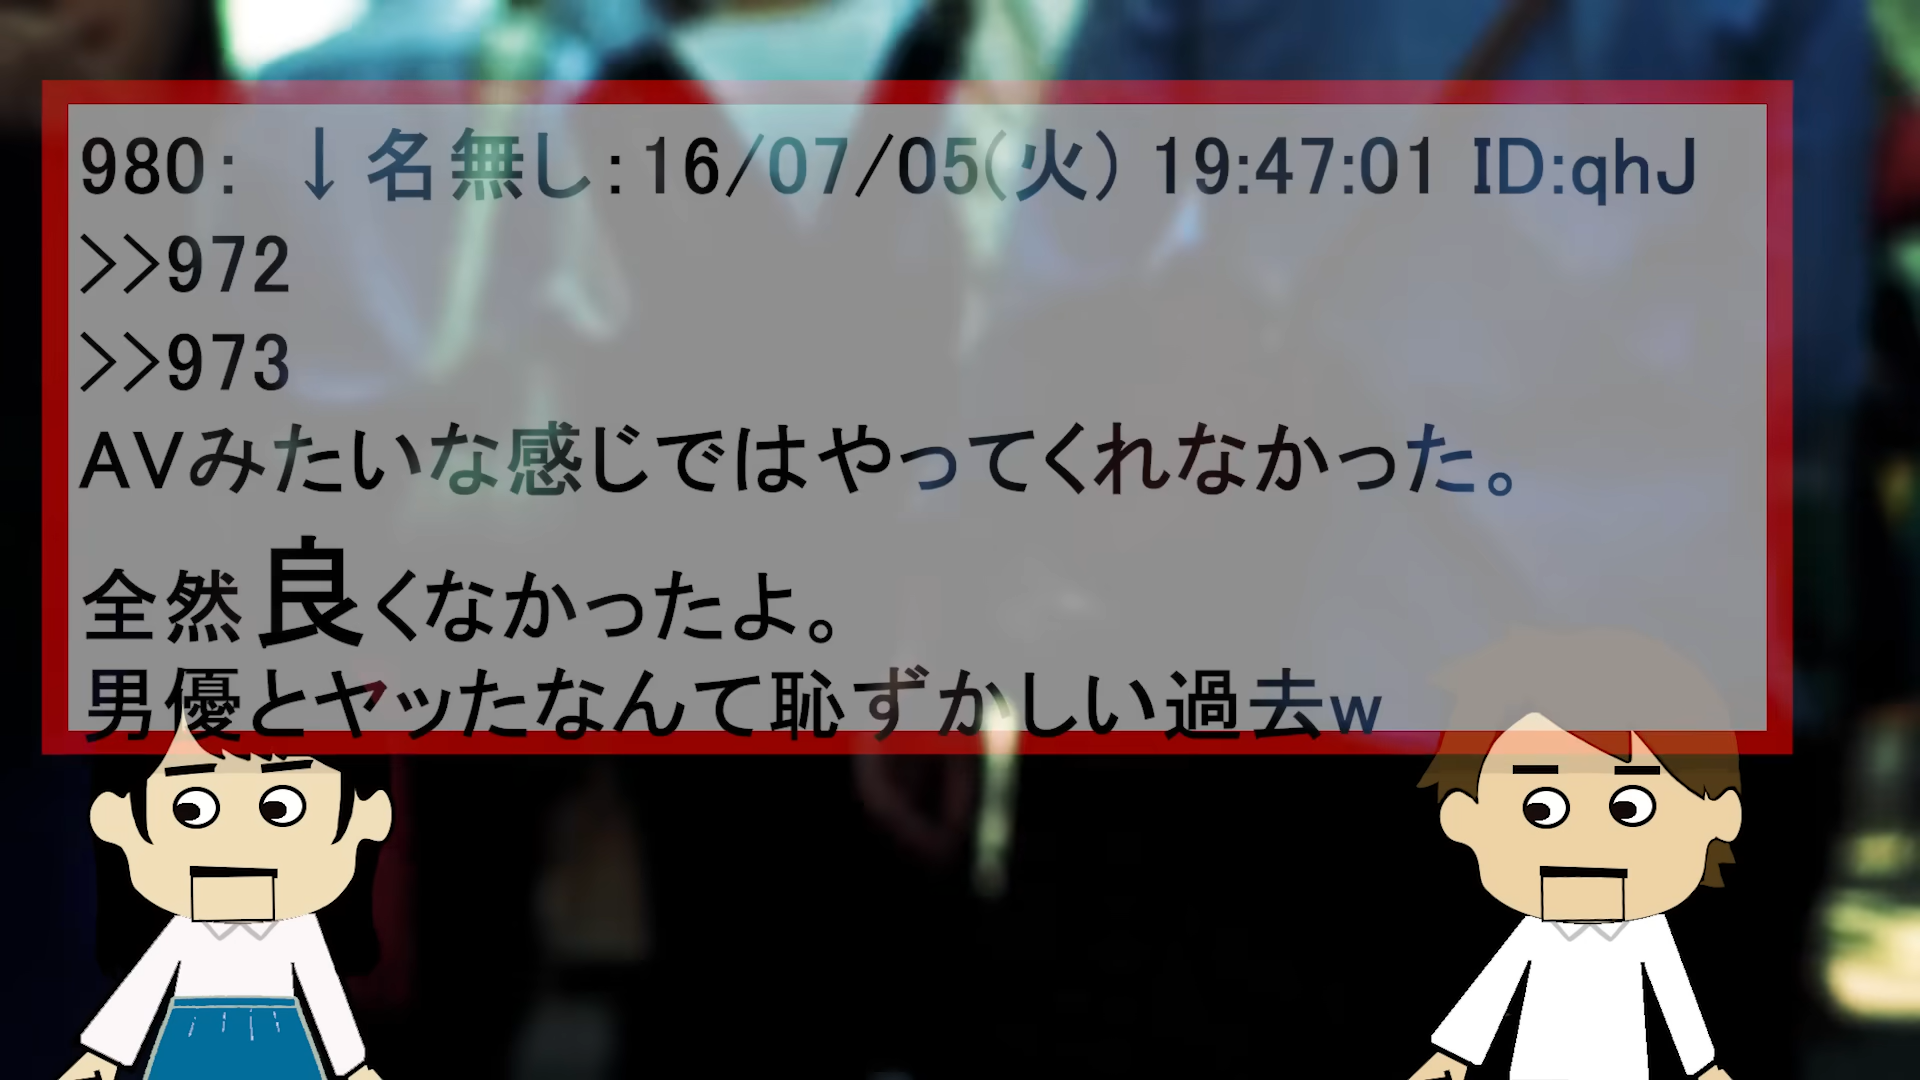 980: ↓名無し:16/07/05(火) 19:47:01 ID:qhJ
>>972
>>973
AVみたいな感じではやってくれなかった。
全然良くなかったよ。
男優とヤッたなんて恥ずかしい過去w